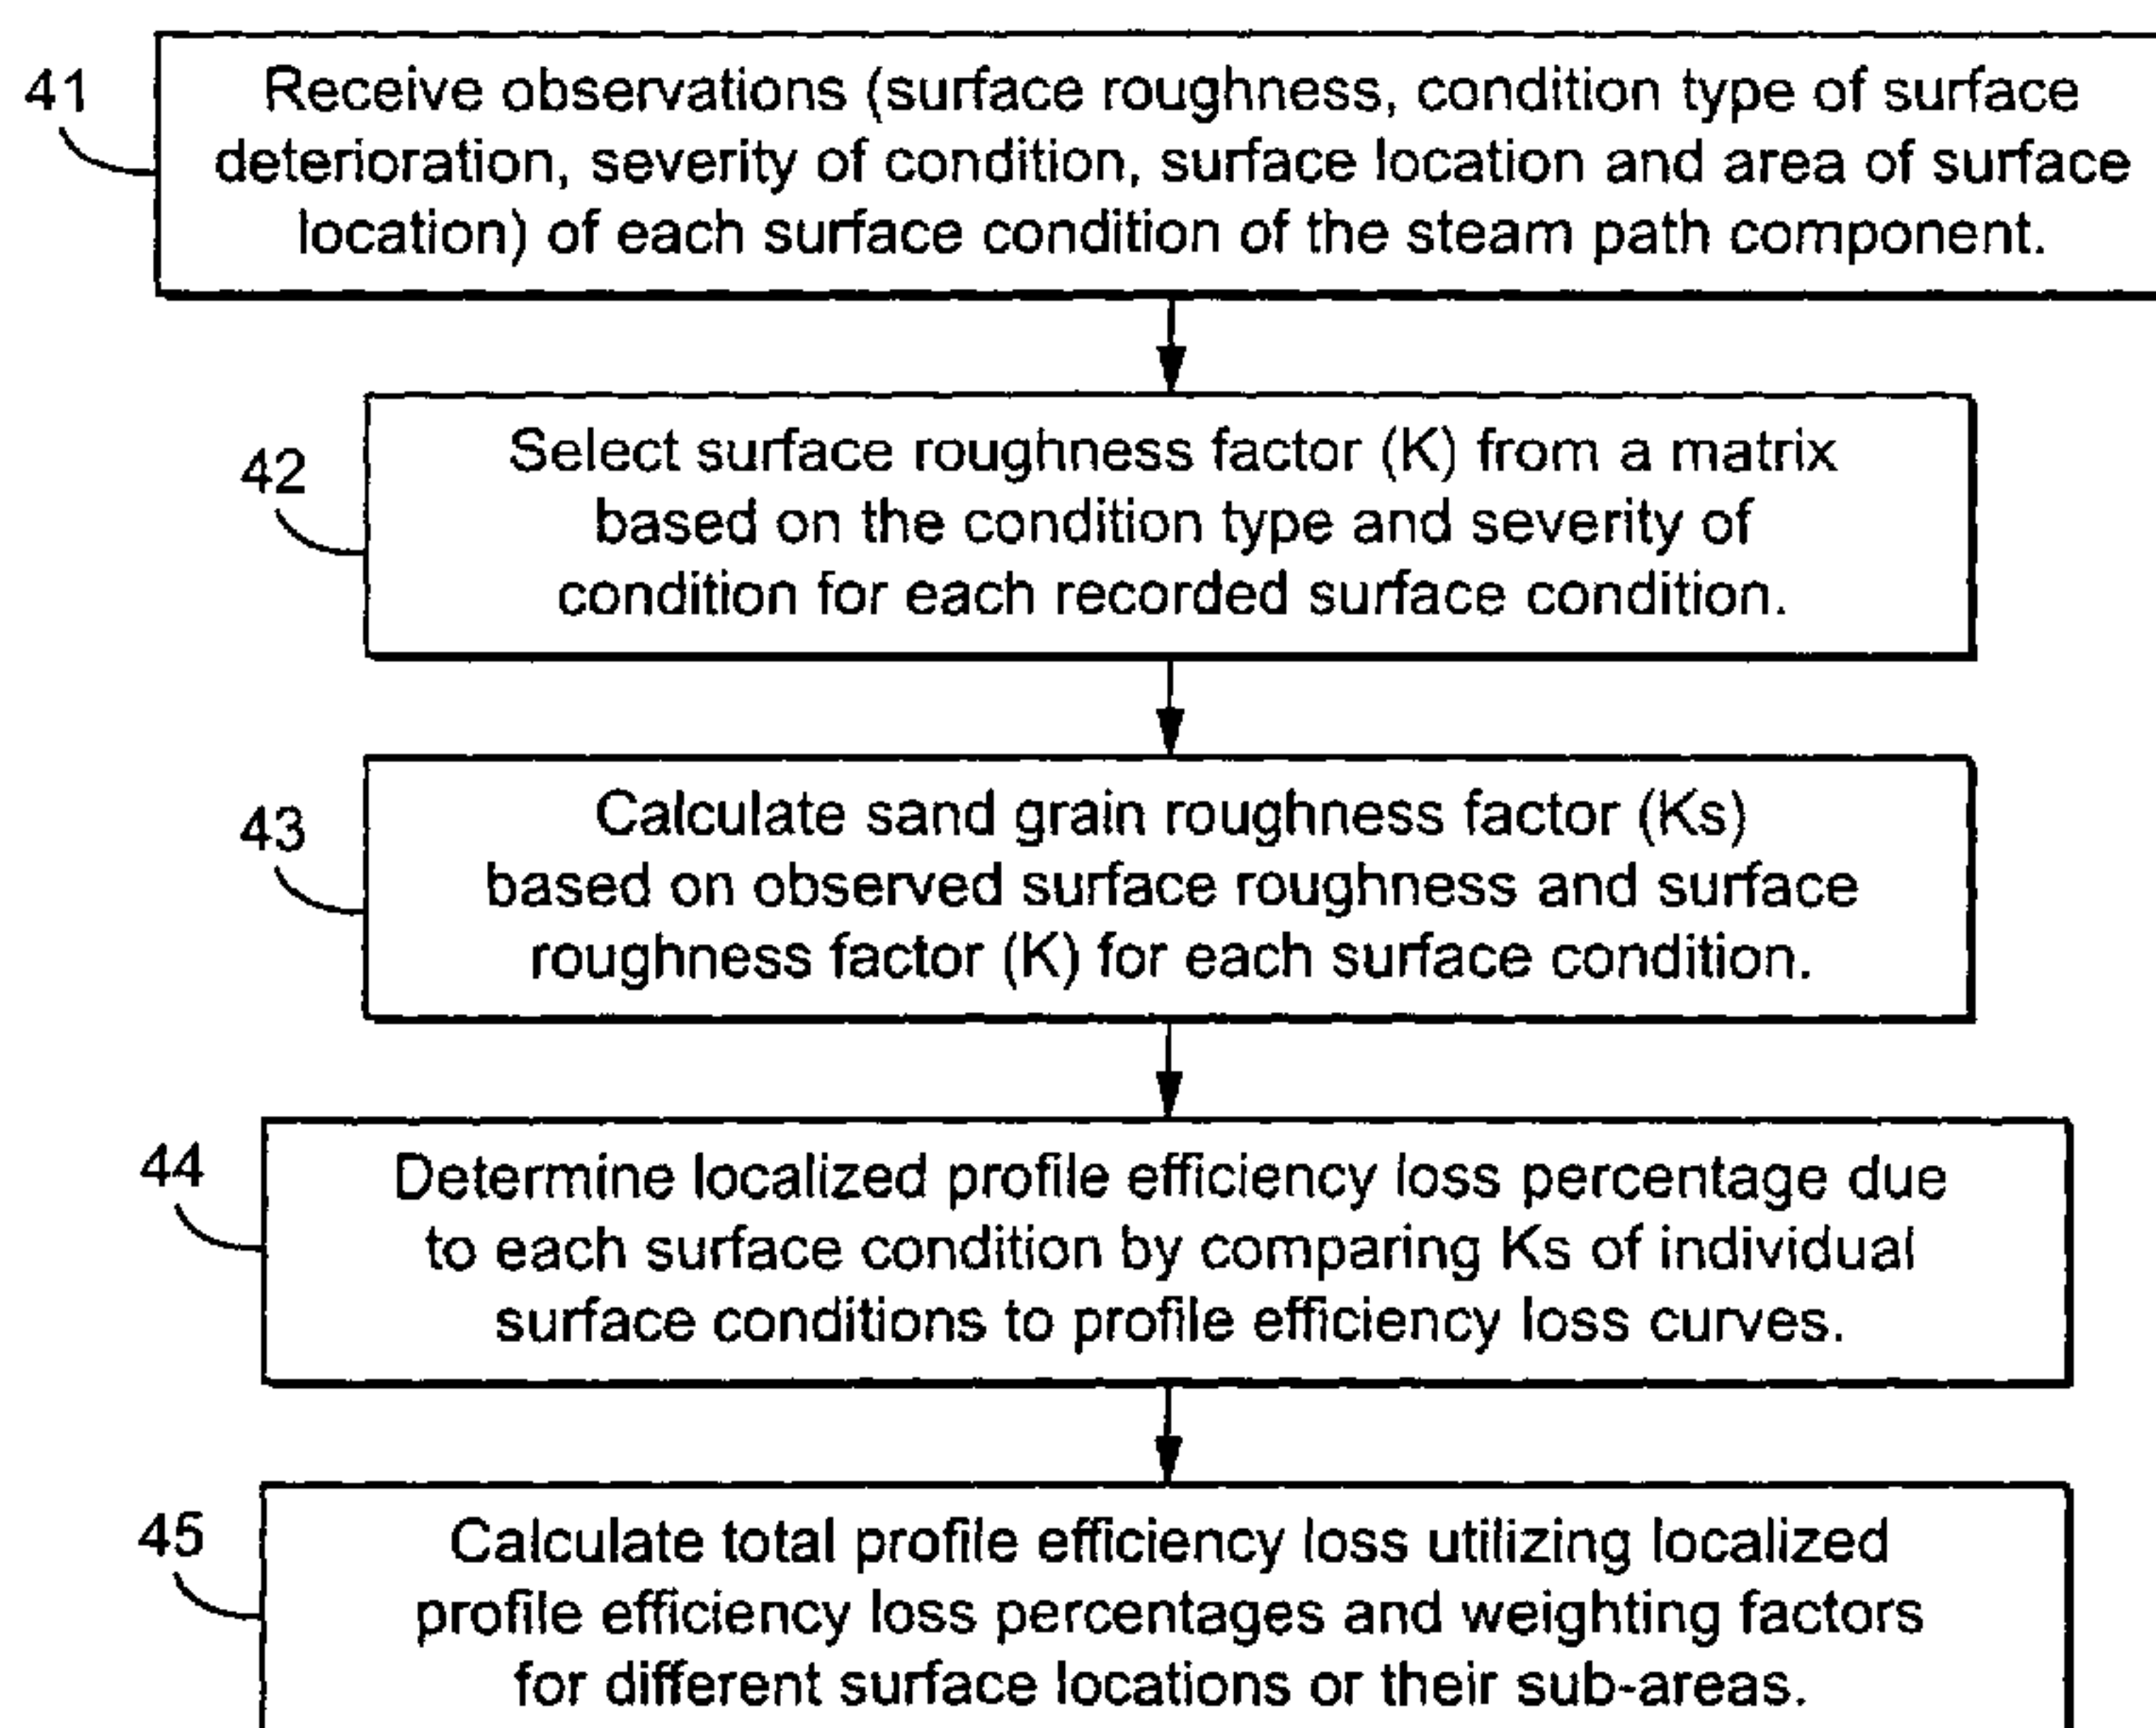 41
Receive observations (surface roughness, condition type of surface
deterioration, severity of condition, surface location and area of surface
location) of each surface condition of the steam path component.
42
Select surface roughness factor (K) from a matrix
based on the condition type and severity of
condition for each recorded surface condition.
43
Calculate sand grain roughness factor (Ks)
based on observed surface roughness and surface
roughness factor (K) for each surface condition.
44
Determine localized profile efficiency loss percentage due
to each surface condition by comparing Ks of individual
surface conditions to profile efficiency loss curves.
45
Calculate total profile efficiency loss utilizing localized
profile efficiency loss percentages and weighting factors
for different surface locations or their sub-areas.